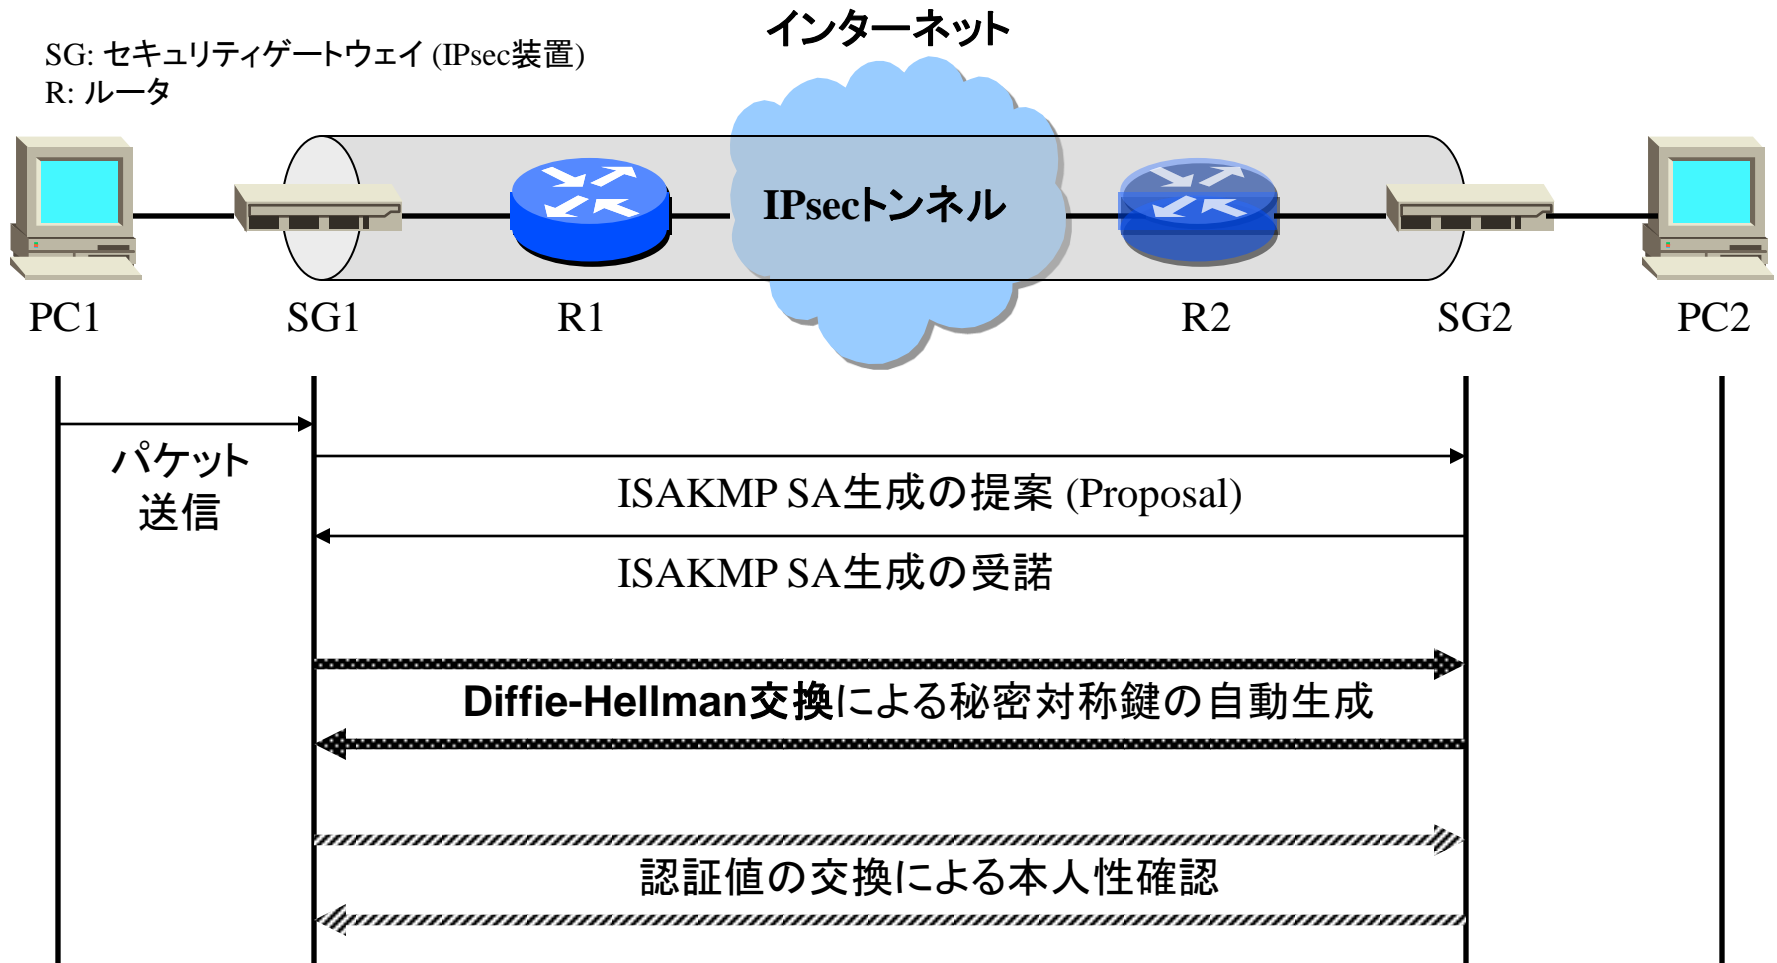 インターネット
SG: セキュリティゲートウェイ (IPsec装置)
R: ルータ
IPsecトンネル
PC1
SG1
R1
R2
SG2
PC2
パケット
送信
ISAKMP SA生成の提案 (Proposal)
ISAKMP SA生成の受諾
Diffie-Hellman交換による秘密対称鍵の自動生成
認証値の交換による本人性確認